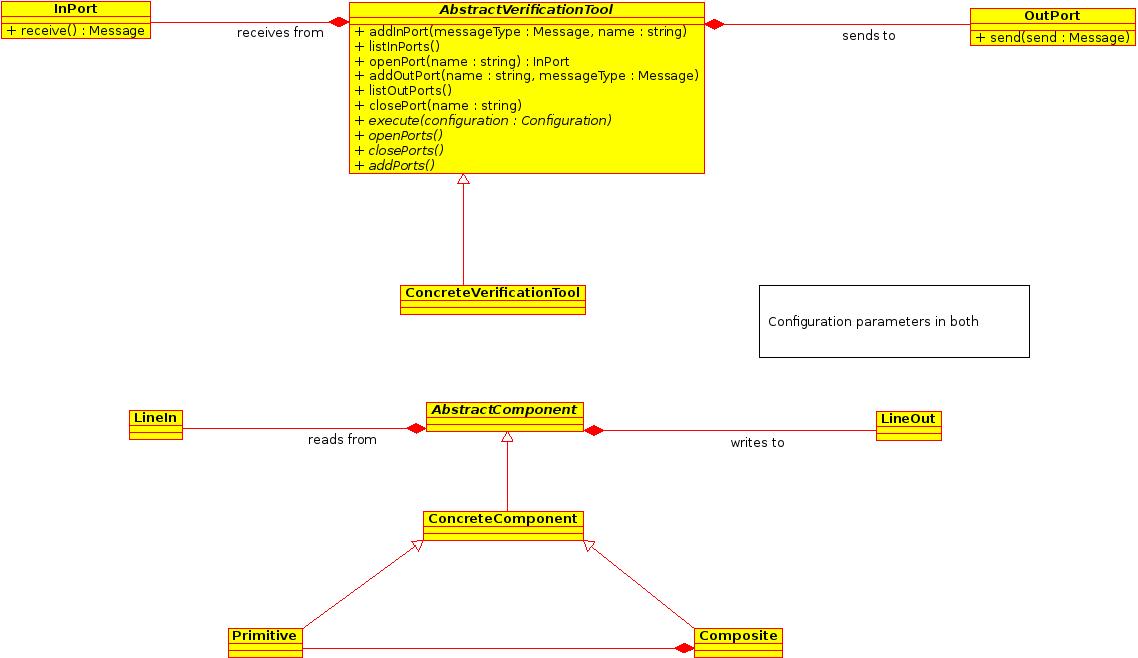 InPort
+ receive() : Message
receives from
AbstractVerificationTool
+ addInPort(messageType : Message, name : string)
+ listInPorts()
+ openPort(name : string) : InPort
+ addOutPort(name : string, messageType : Message)
+ listOutPorts()
+ closePort(name : string)
+ execute(configuration : Configuration)
+ openPorts()
+ closePorts()
+ addPorts()
sends to
OutPort
+ send(send : Message)
ConcreteVerificationTool
Configuration parameters in both
LineIn
reads from
AbstractComponent
writes to
LineOut
ConcreteComponent
Primitive
Composite